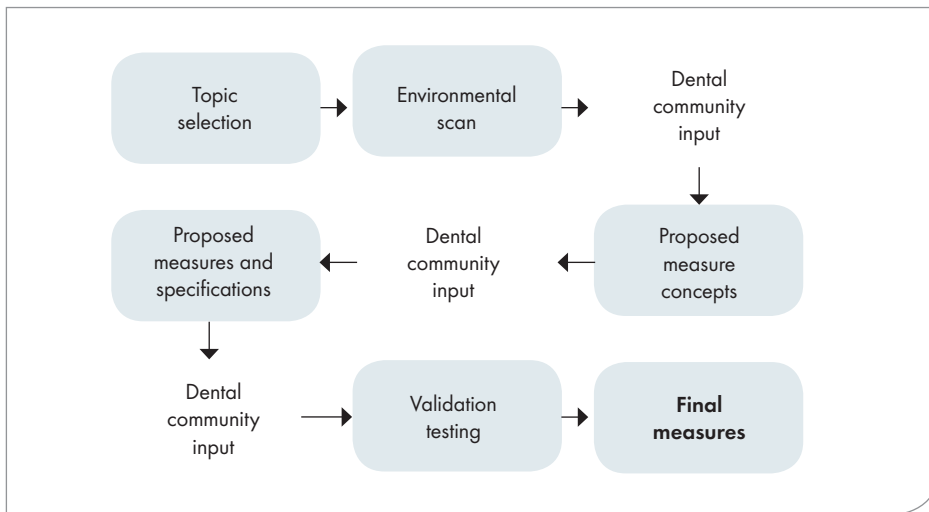 Topic
selection
Environmental
scan
Dental
community
input
Proposed
measure
concepts
Dental
community
input
Proposed
measures and
specifications
Dental
community
input
Validation
testing
Final
measures